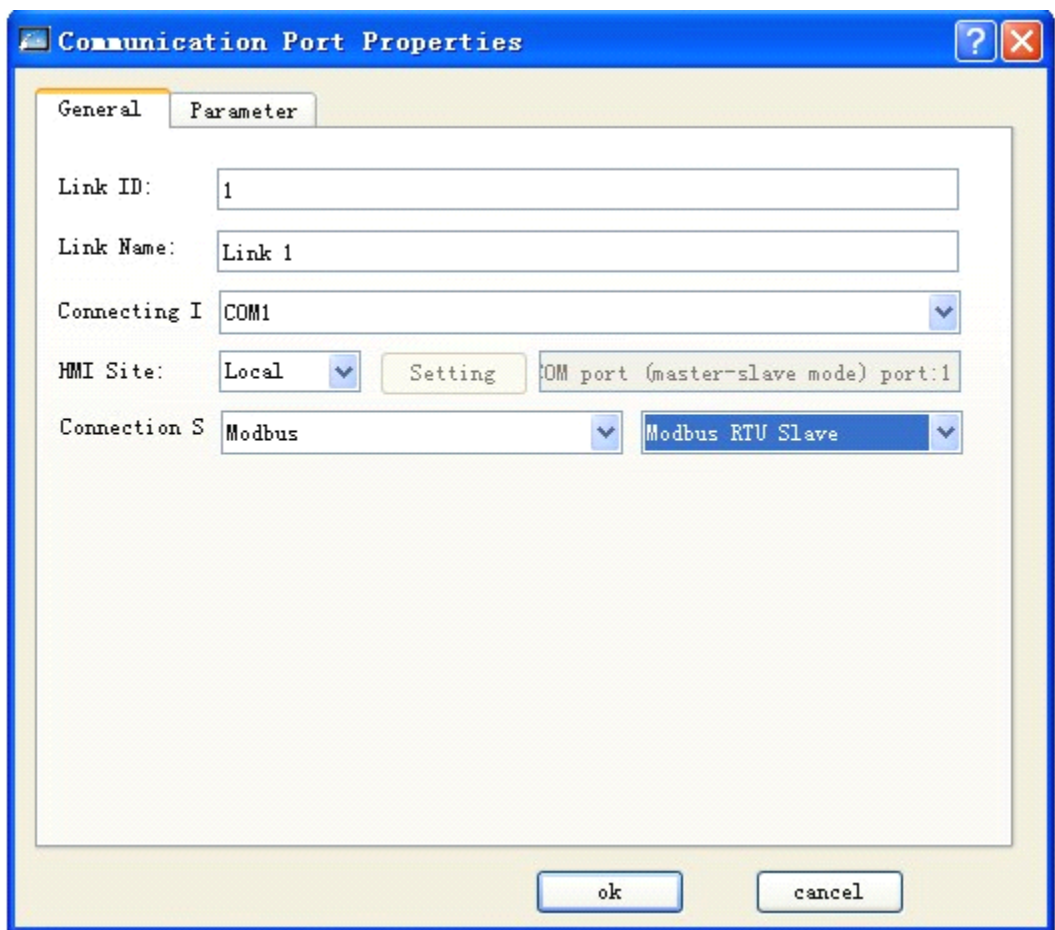 Communication Port Properties
General Parameter
Link ID: 1
Link Name: Link 1
Connecting I COM1
HMI Site: Local Setting COM port (master-slave mode) port:1
Connection S Modbus Modbus RTU Slave
ok cancel